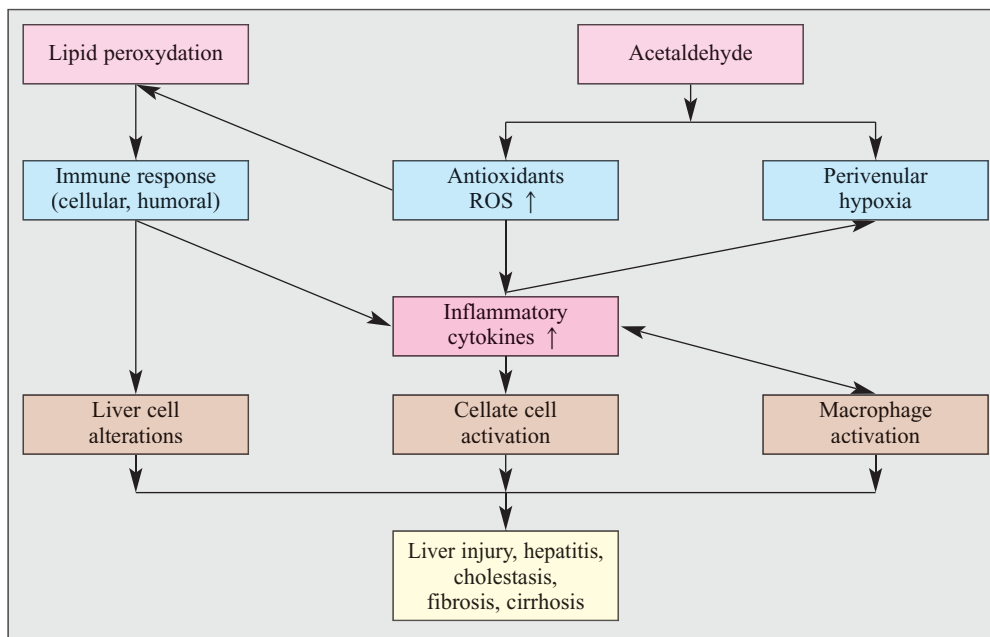 Lipid peroxydation
Acetaldehyde
Immune response
(cellular, humoral)
Antioxidants
ROS ↑
Perivenular
hypoxia
Inflammatory
cytokines ↑
Liver cell
alterations
Cellate cell
activation
Macrophage
activation
Liver injury, hepatitis,
cholestasis,
fibrosis, cirrhosis